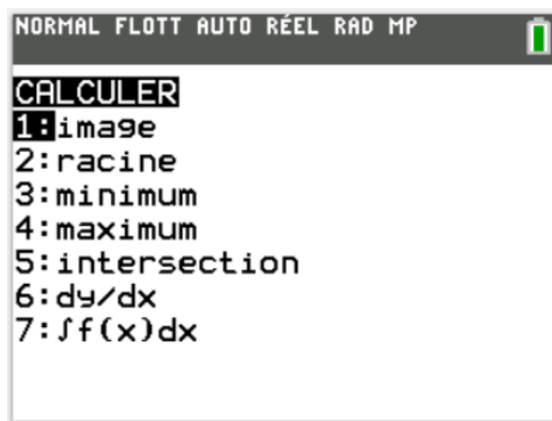 NORMAL FLOTT AUTO RÉEL RAD MP
CALCULER
1:image
2:racine
3:minimum
4:maximum
5:intersection
6:dy/dx
7:∫f(x)dx